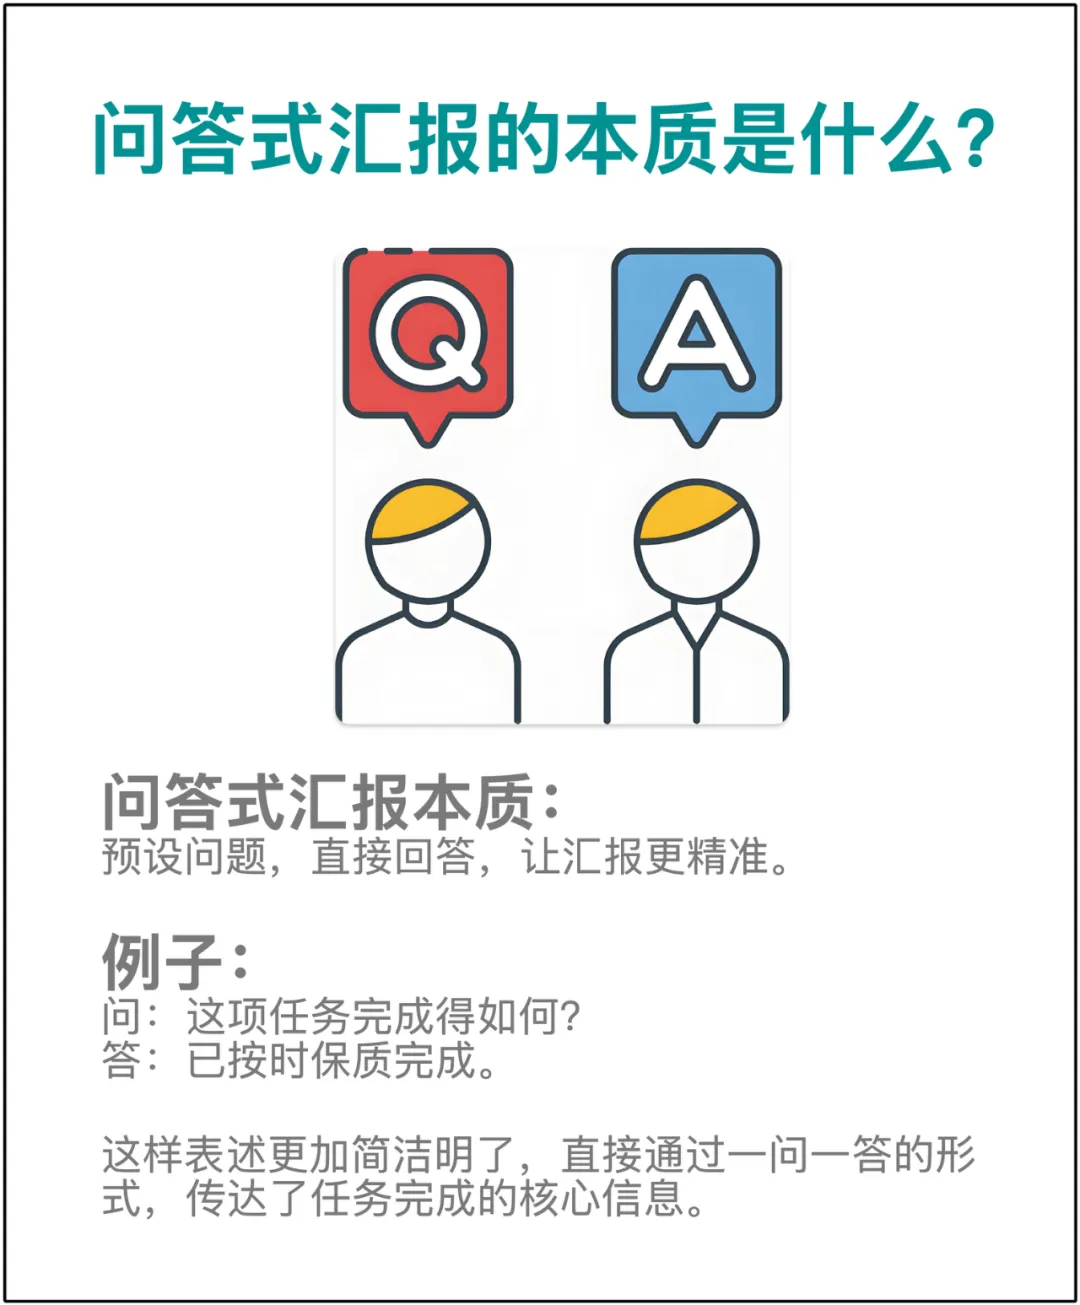 问答式汇报的本质是什么?
Q
A
问答式汇报本质：
预设问题，直接回答，让汇报更精准。
例子：
问：这项任务完成得如何?
答：已按时保质完成。
这样表述更加简洁明了，直接通过一问一答的形
式，传达了任务完成的核心信息。